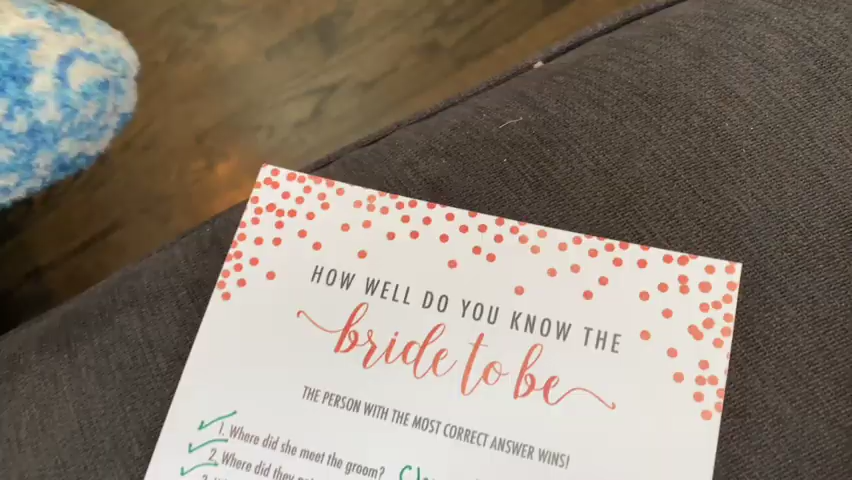 HOW WELL DO YOU KNOW THE
bride to be
THE PERSON WITH THE MOST CORRECT ANSWER WINS!
1. Where did she meet the groom?
2. Where did they